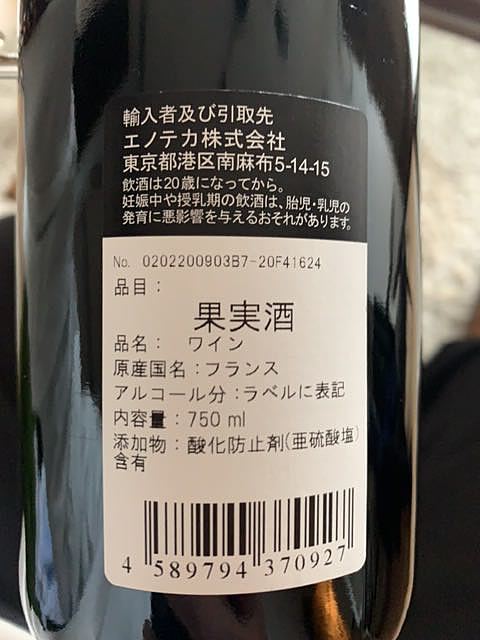 輸入者及び引取先
エノテカ株式会社
東京都港区南麻布5-14-15
飲酒は20歳になってから。
妊娠中や授乳期の飲酒は、胎児・乳児の
発育に悪影響を与えるおそれがあります。
No. 0202200903B7-20F41624
品目：
果実酒
品名： ワイン
原産国名：フランス
アルコール分：ラベルに表記
内容量：750 ml
添加物：酸化防止剤(亜硫酸塩)
含有
4 589794 370927